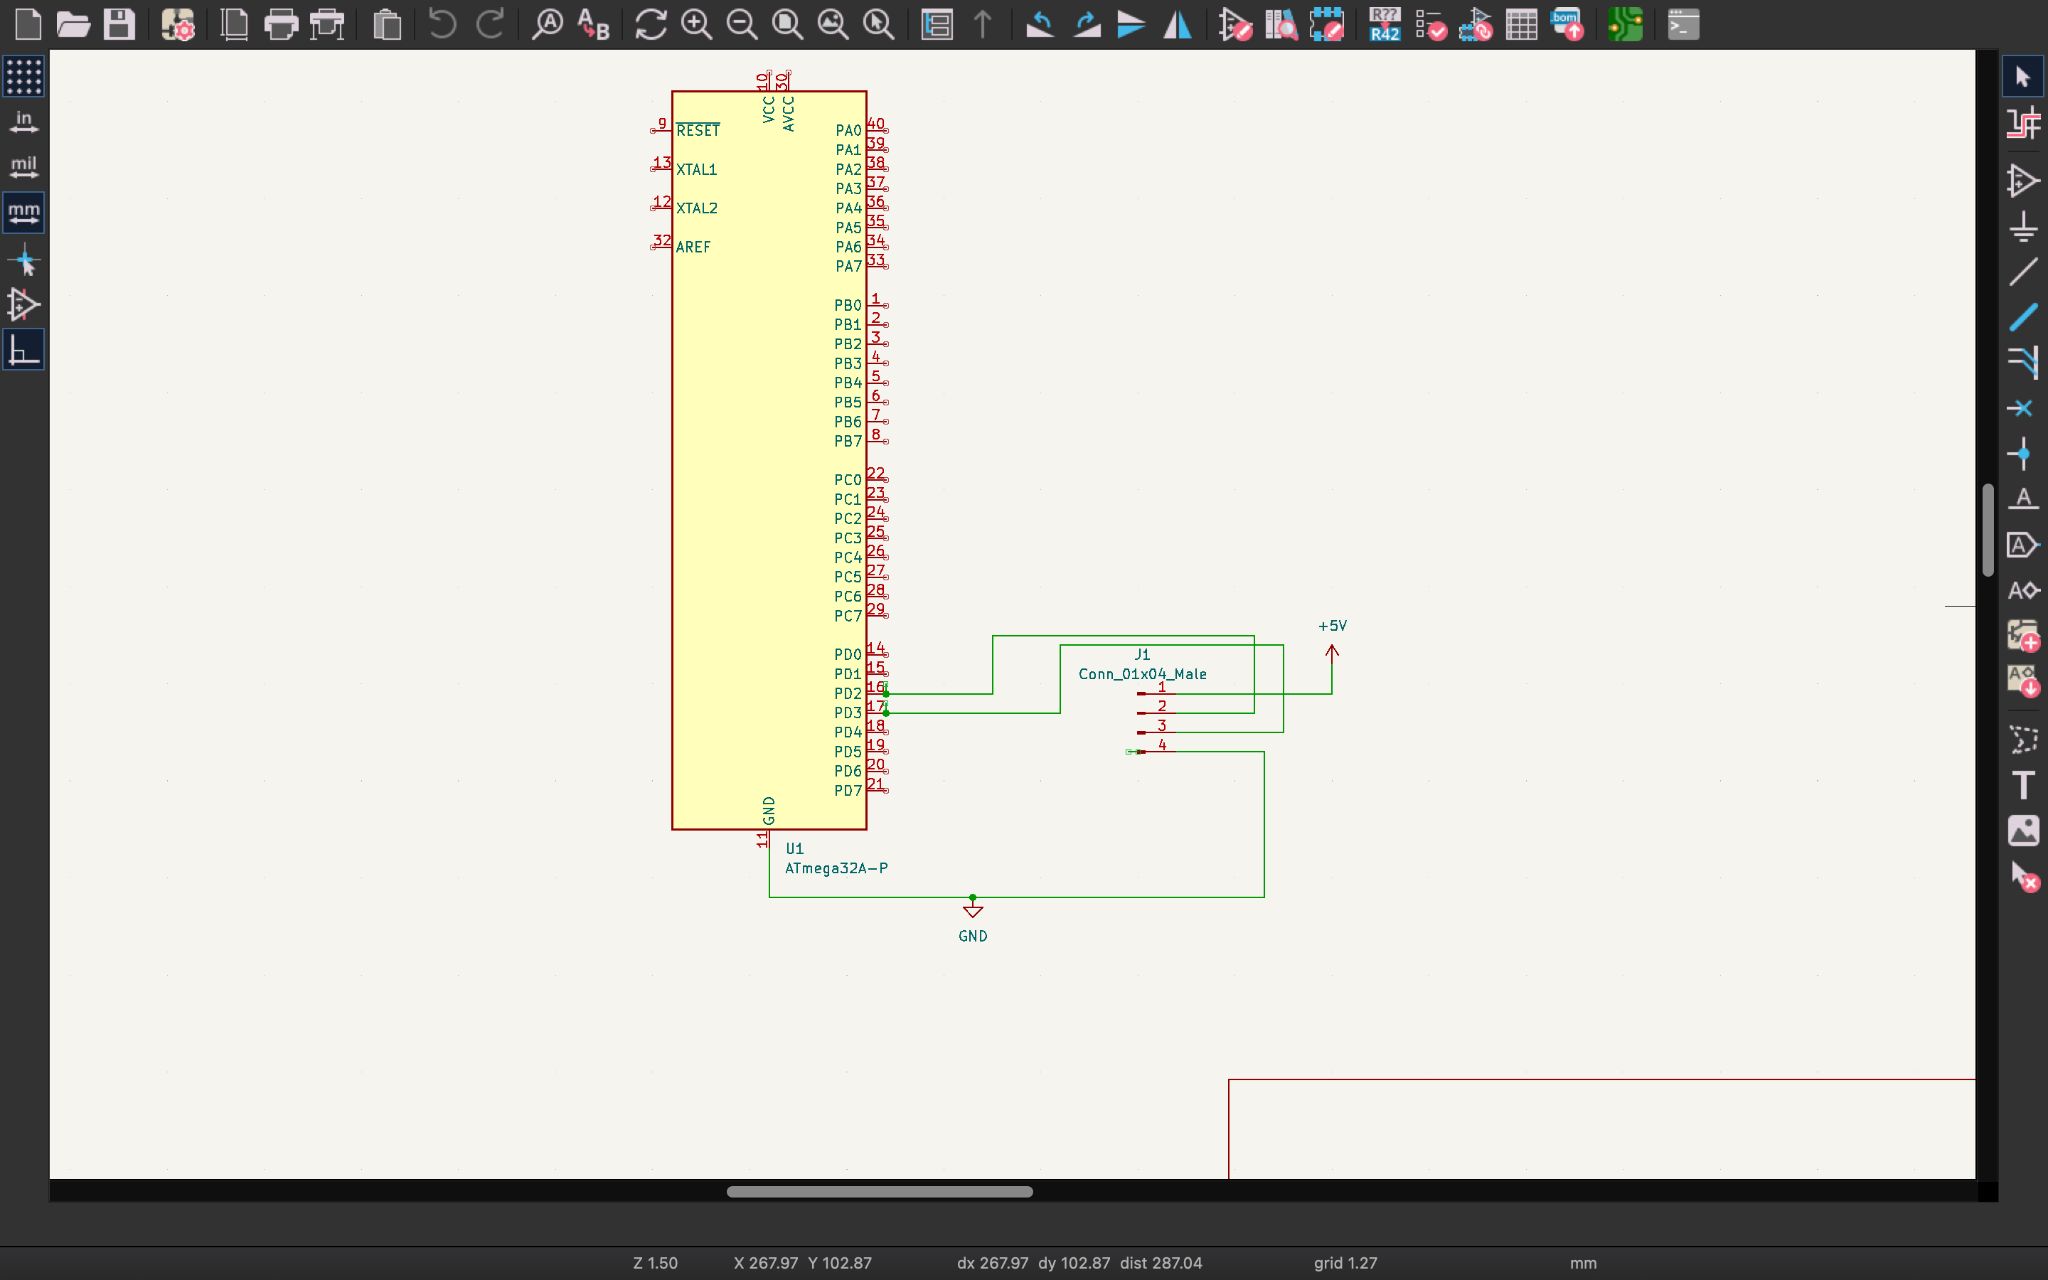 R??
R42
.bom
A
A
B
in
mil
mm
10
30
VCC
AVCC
9 RESET
13 XTAL1
12 XTAL2
32 AREF
PA0 40
PA1 39
PA2 38
PA3 37
PA4 36
PA5 35
PA6 34
PA7 33
PB0 1
PB1 2
PB2 3
PB3 4
PB4 5
PB5 6
PB6 7
PB7 8
PC0 22
PC1 23
PC2 24
PC3 25
PC4 26
PC5 27
PC6 28
PC7 29
PD0 14
PD1 15
PD2 16
PD3 17
PD4 18
PD5 19
PD6 20
PD7 21
GND
11
U1
ATmega32A-P
J1
Conn_01x04_Male
1
2
3
4
+5V
GND
A
A
A
A
T
Z 1.50 X 267.97 Y 102.87 dx 267.97 dy 102.87 dist 287.04 grid 1.27 mm